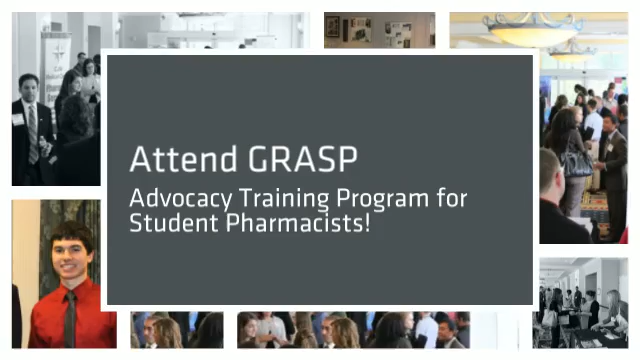 Attend GRASP
Advocacy Training Program for
Student Pharmacists!